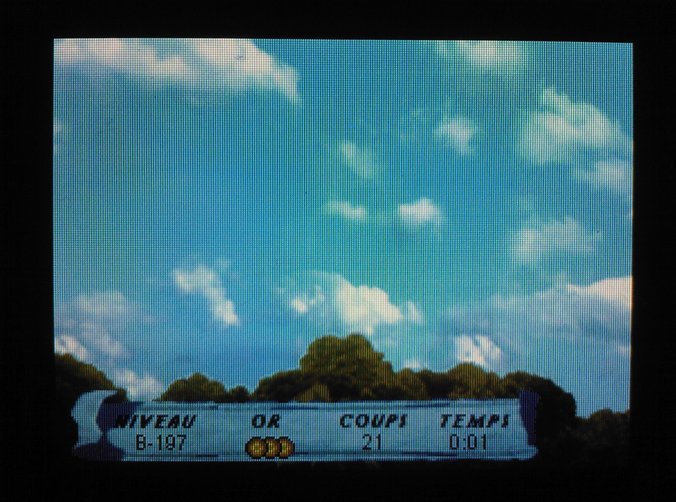 NIVEAU OR COUPS TEMPS
B-197 21 0:01